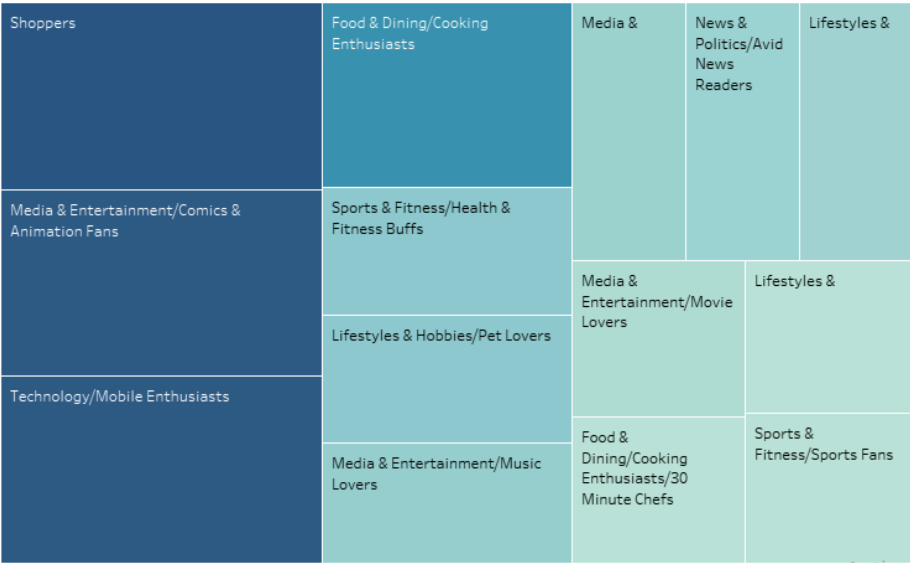 Shoppers
Media & Entertainment/Comics &
Animation Fans
Technology/Mobile Enthusiasts
Food & Dining/Cooking
Enthusiasts
Sports & Fitness/Health &
Fitness Buffs
Lifestyles & Hobbies/Pet Lovers
Media & Entertainment/Music
Lovers
Media &
News &
Politics/Avid
News
Readers
Lifestyles &
Media &
Entertainment/Movie
Lovers
Lifestyles &
Food &
Dining/Cooking
Enthusiasts/30
Minute Chefs
Sports &
Fitness/Sports Fans